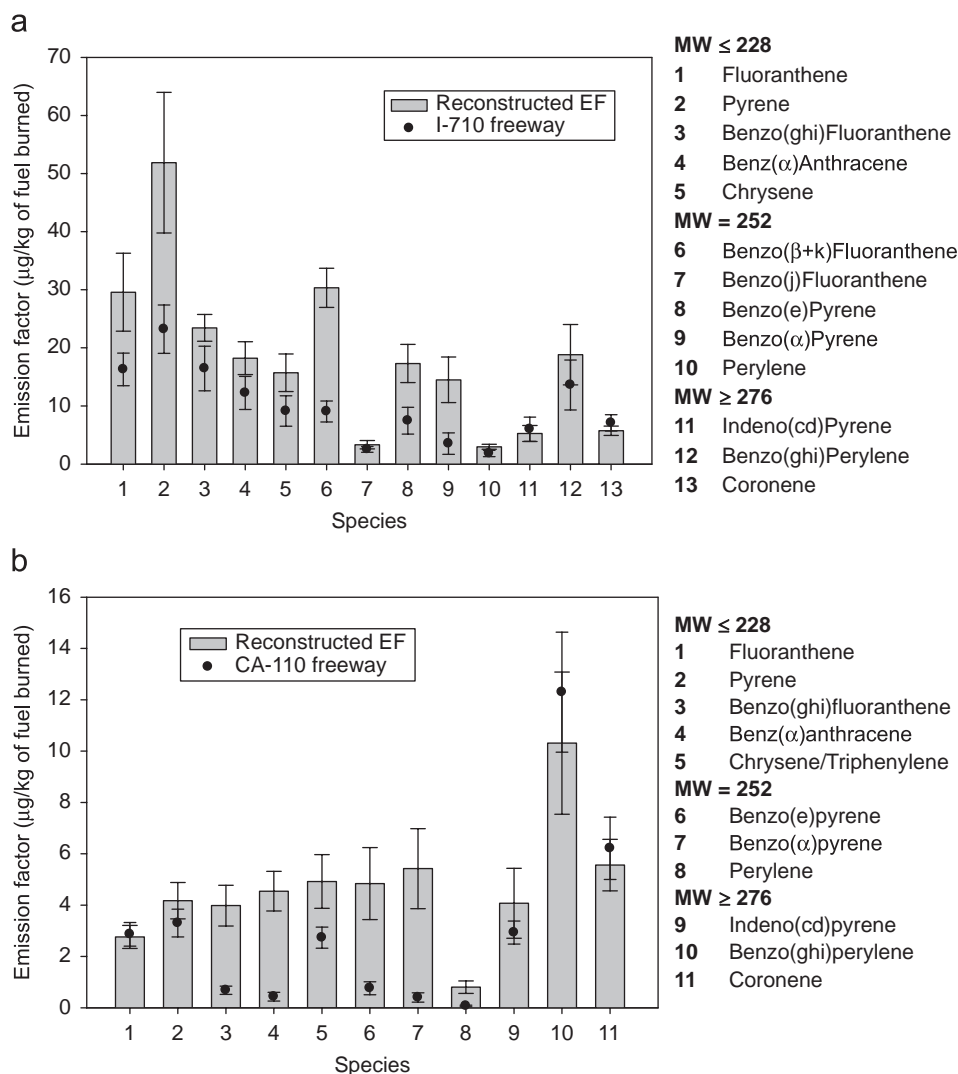 a
70
60
50
40
30
20
10
0
Emission factor (μg/kg of fuel burned)
Reconstructed EF
I-710 freeway
1 2 3 4 5 6 7 8 9 10 11 12 13
Species
MW ≤ 228
1 Fluoranthene
2 Pyrene
3 Benzo(ghi)Fluoranthene
4 Benz(α)Anthracene
5 Chrysene
MW = 252
6 Benzo(β+k)Fluoranthene
7 Benzo(j)Fluoranthene
8 Benzo(e)Pyrene
9 Benzo(α)Pyrene
10 Perylene
MW ≥ 276
11 Indeno(cd)Pyrene
12 Benzo(ghi)Perylene
13 Coronene
b
16
14
12
10
8
6
4
2
0
Emission factor (μg/kg of fuel burned)
Reconstructed EF
CA-110 freeway
1 2 3 4 5 6 7 8 9 10 11
Species
MW ≤ 228
1 Fluoranthene
2 Pyrene
3 Benzo(ghi)fluoranthene
4 Benz(α)anthracene
5 Chrysene/Triphenylene
MW = 252
6 Benzo(e)pyrene
7 Benzo(α)pyrene
8 Perylene
MW ≥ 276
9 Indeno(cd)pyrene
10 Benzo(ghi)perylene
11 Coronene